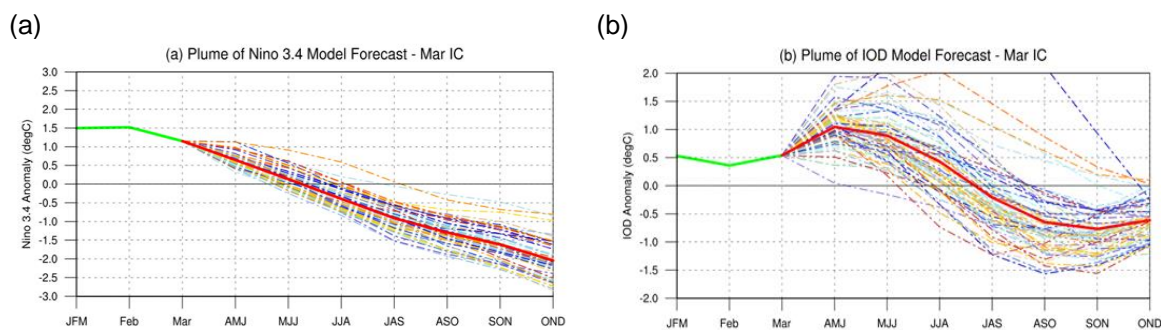 (a)
(a) Plume of Nino 3.4 Model Forecast - Mar IC
Nino 3.4 Anomaly (degC)
3.0
2.5
2.0
1.5
1.0
0.5
0.0
-0.5
-1.0
-1.5
-2.0
-2.5
-3.0
JFM Feb Mar AMJ MJJ JJA JAS ASO SON OND
(b)
(b) Plume of IOD Model Forecast - Mar IC
IOD Anomaly (degC)
2.0
1.5
1.0
0.5
0.0
-0.5
-1.0
-1.5
-2.0
JFM Feb Mar AMJ MJJ JJA JAS ASO SON OND